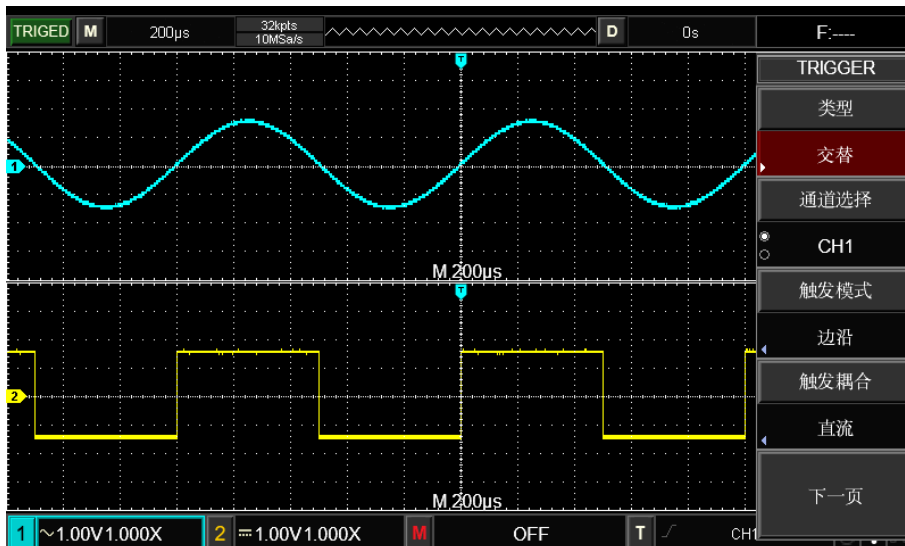 TRIGED M 200μs 32kpts D 0s F:----
10MSa/s
T
TRIGGER
类型
交替
1
通道选择
CH1
M 200μs
触发模式
T
边沿
触发耦合
2
直流
M 200μs
下一页
1 ~1.00V1.000X 2 1.00V1.000X M OFF T CH1